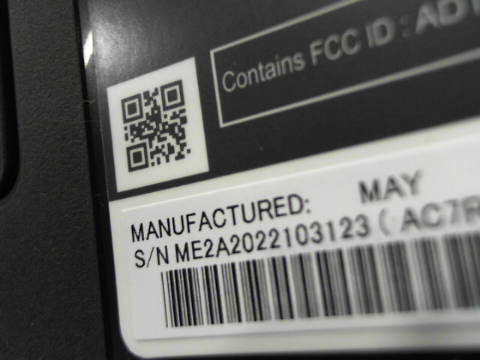 Contains FCC ID : AD
MANUFACTURED: MAY
S/N ME2A2022103123 ( AC7R